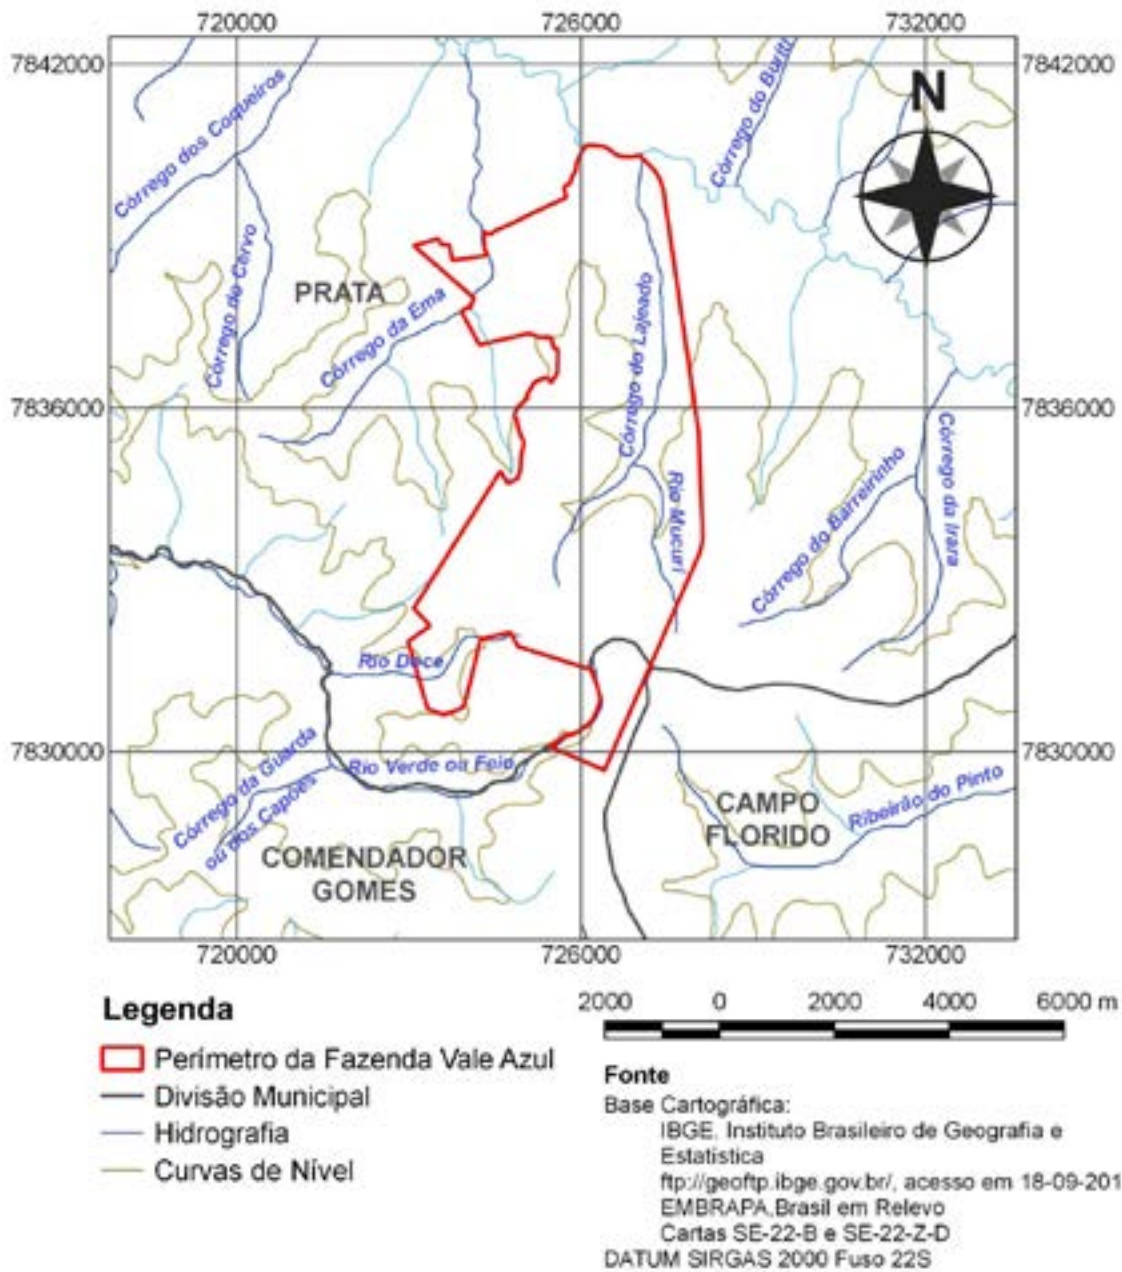 720000 726000 732000
7842000 7842000
N
Córrego dos Coqueiros
Córrego do Buriti
Córrego do Cervo
PRATA
Córrego da Ema
Córrego do Lajeado
7836000 7836000
Rio Mucuri
Córrego do Barreirinho
Córrego da Irara
Rio Doce
7830000 7830000
Rio Verde ou Feio
Córrego da Guarda
ou dos Capões
CAMPO
FLORIDO
Ribeirão do Pinto
COMENDADOR
GOMES
720000 726000 732000
Legenda
Perímetro da Fazenda Vale Azul
Divisão Municipal
Hidrografia
Curvas de Nível
2000 0 2000 4000 6000 m
Fonte
Base Cartográfica:
IBGE. Instituto Brasileiro de Geografia e
Estatística
ftp://geoftp.ibge.gov.br/, acesso em 18-09-201
EMBRAPA,Brasil em Relevo
Cartas SE-22-B e SE-22-Z-D
DATUM SIRGAS 2000 Fuso 22S